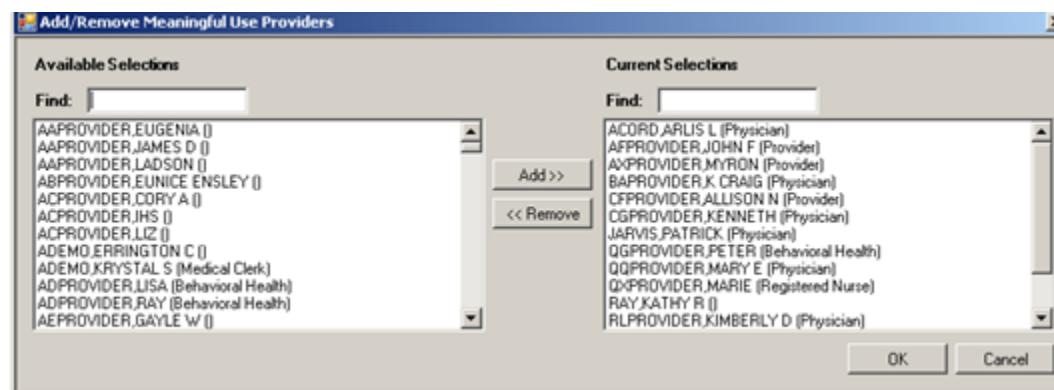 Add/Remove Meaningful Use Providers
Available Selections
Find:
AAPROVIDER,EUGENIA ()
AAPROVIDER,JAMES D ()
AAPROVIDER,LADSON ()
ABPROVIDER,EUNICE ENSLEY ()
ACPROVIDER,CORY A ()
ACPROVIDER,IHS ()
ACPROVIDER,LIZ ()
ADEMO,ERRINGTON C ()
ADEMO,KRYSTAL S (Medical Clerk)
ADPROVIDER,LISA (Behavioral Health)
ADPROVIDER,RAY (Behavioral Health)
AEPROVIDER,GAYLE W ()
Add >>
<< Remove
Current Selections
Find:
ACORD,ARLIS L (Physician)
AFPROVIDER,JOHN F (Provider)
AXPROVIDER,MYRON (Provider)
BAPROVIDER,K CRAIG (Physician)
CFPROVIDER,ALLISON N (Provider)
CGPROVIDER,KENNETH (Physician)
JARVIS,PATRICK (Physician)
QGPROVIDER,PETER (Behavioral Health)
QQPROVIDER,MARY E (Physician)
QXPROVIDER,MARIE (Registered Nurse)
RAY,KATHY R ()
RLPROVIDER,KIMBERLY D (Physician)
OK
Cancel